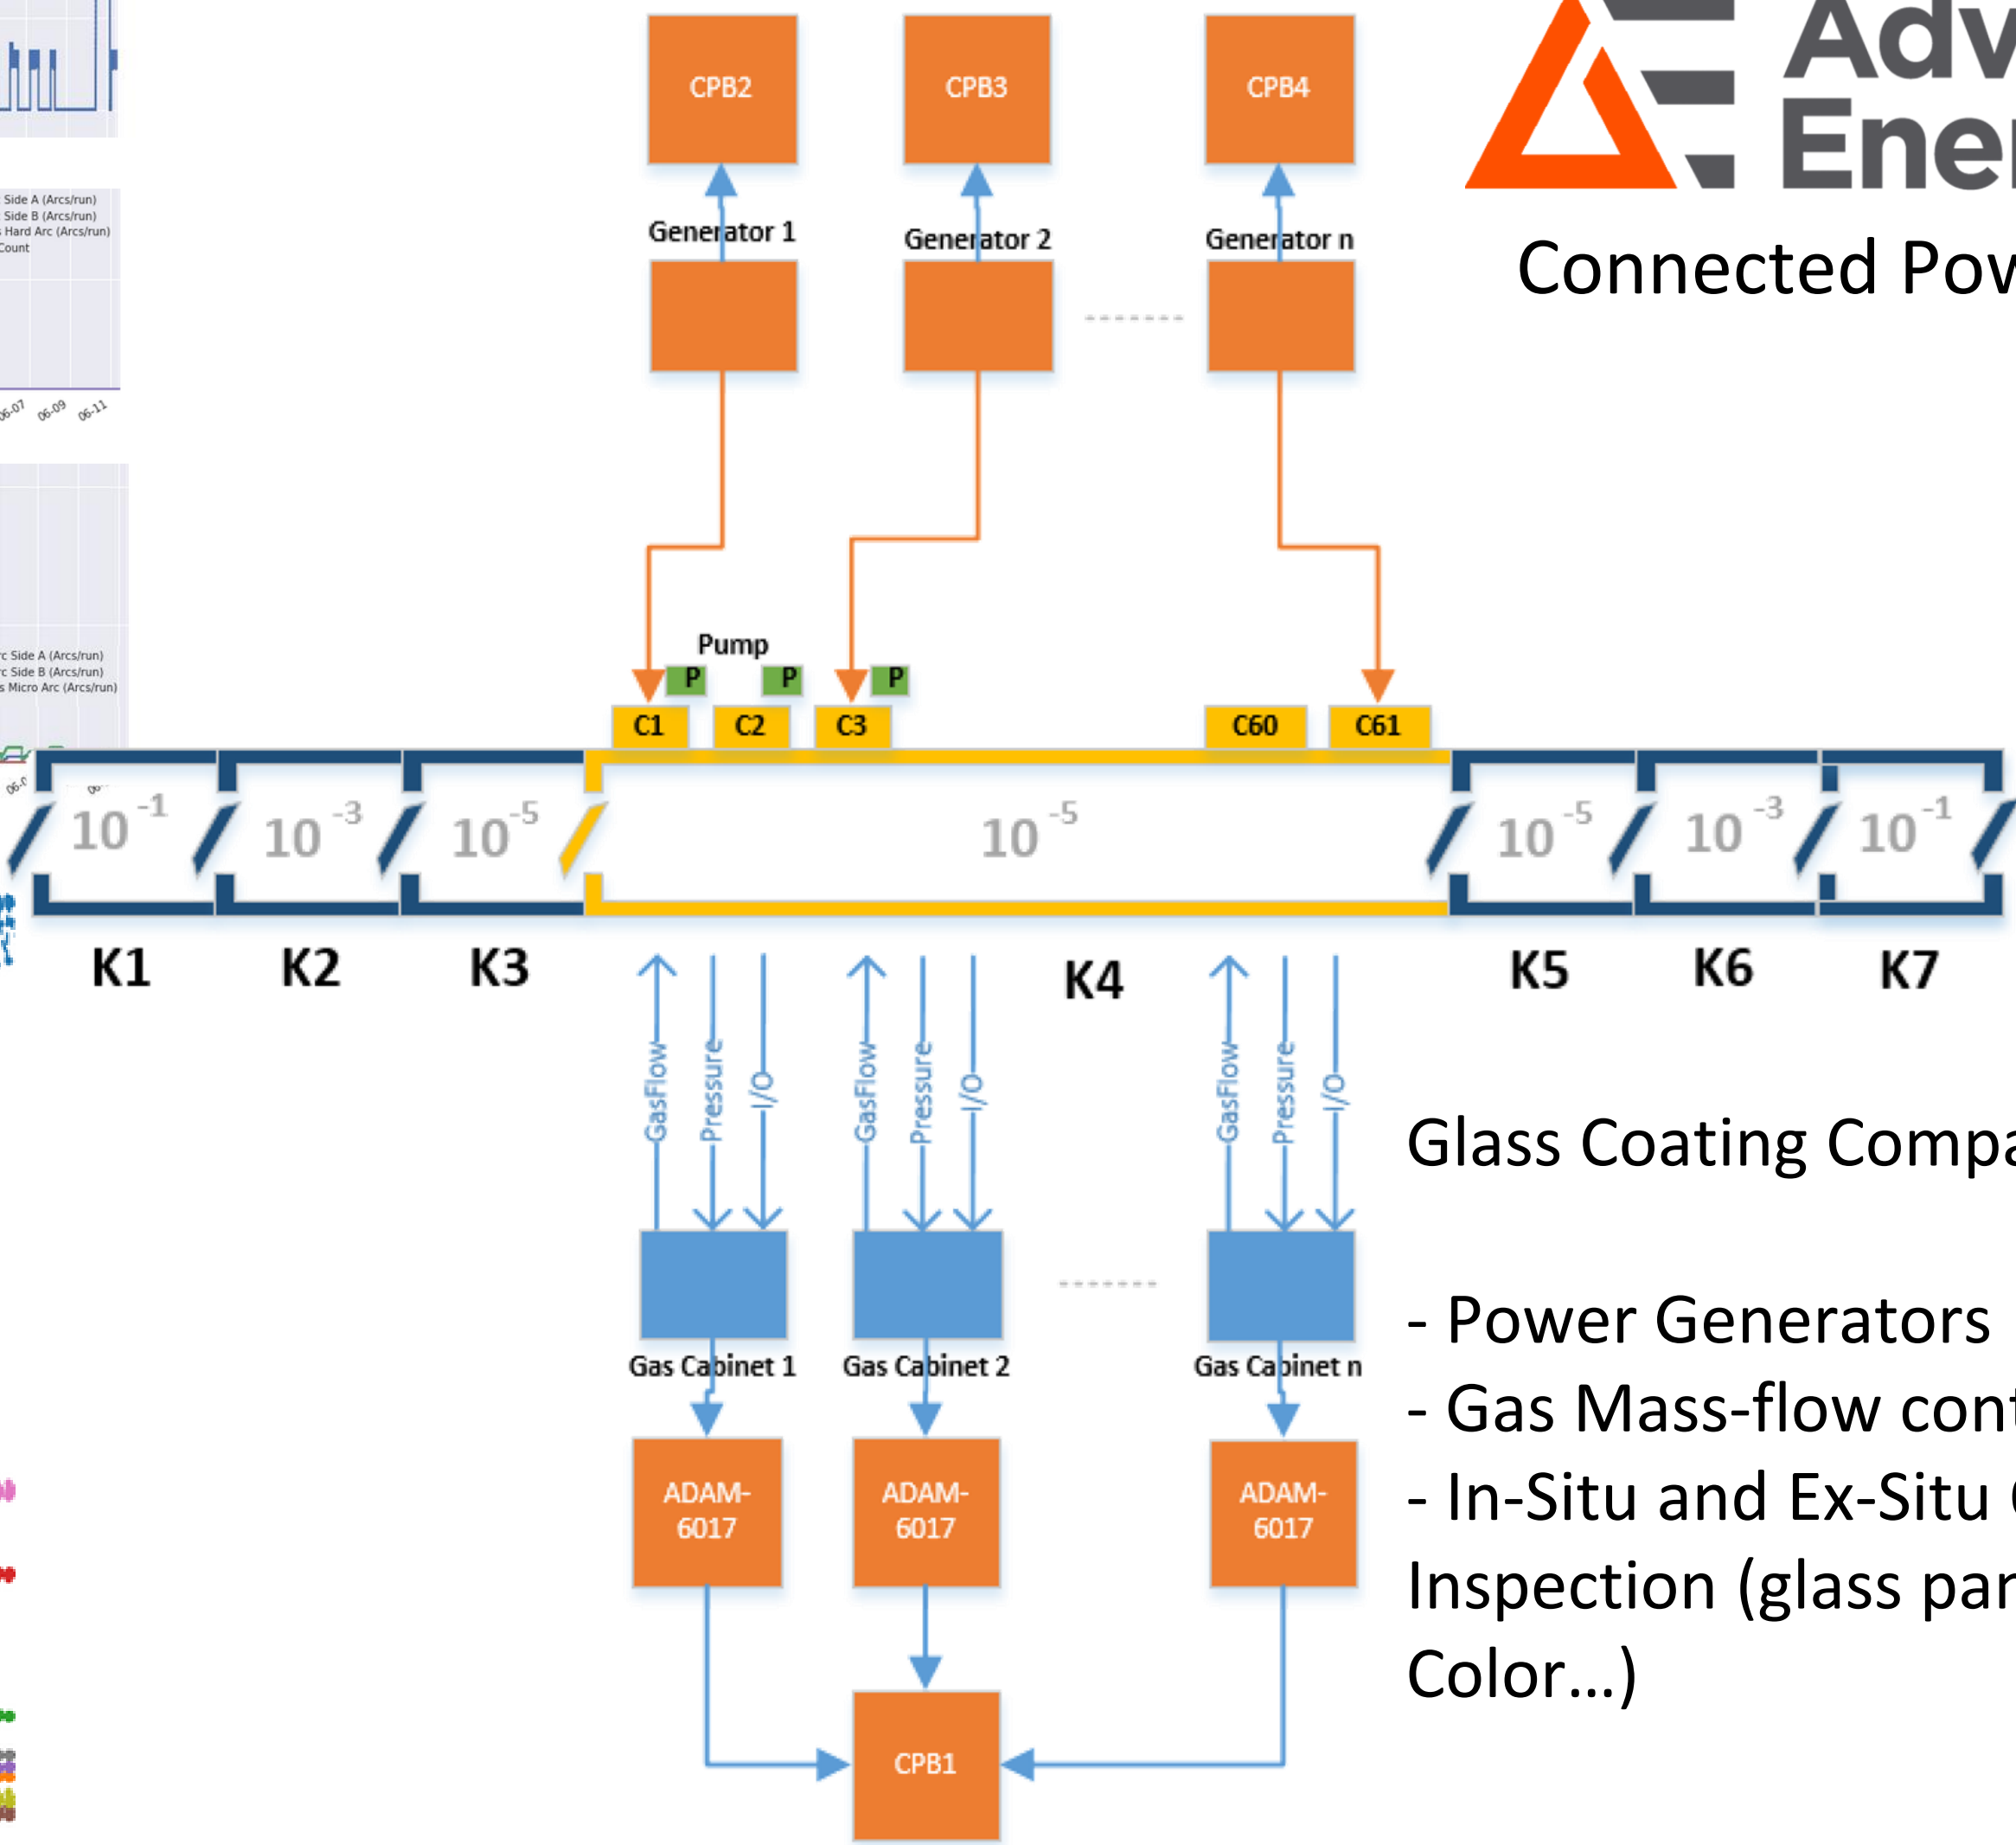 CPB2
CPB3
CPB4
Adv
Ener
Side A (Arcs/run)
Side B (Arcs/run)
Hard Arc (Arcs/run)
Count
Generator 1
Generator 2
Generator n
Connected Pow
06-07
06-09
06-11
Pump
Side A (Arcs/run)
Side B (Arcs/run)
Micro Arc (Arcs/run)
P
P
P
C1
C2
C3
C60
C61
10 -1
10 -3
10 -5
10 -5
10 -5
10 -3
10 -1
K1
K2
K3
K4
K5
K6
K7
GasFlow
Pressure
I/O
GasFlow
Pressure
I/O
GasFlow
Pressure
I/O
Glass Coating Compa
- Power Generators
- Gas Mass-flow cont
- In-Situ and Ex-Situ
Inspection (glass par
Color...)
Gas Cabinet 1
Gas Cabinet 2
Gas Cabinet n
ADAM-
6017
ADAM-
6017
ADAM-
6017
CPB1